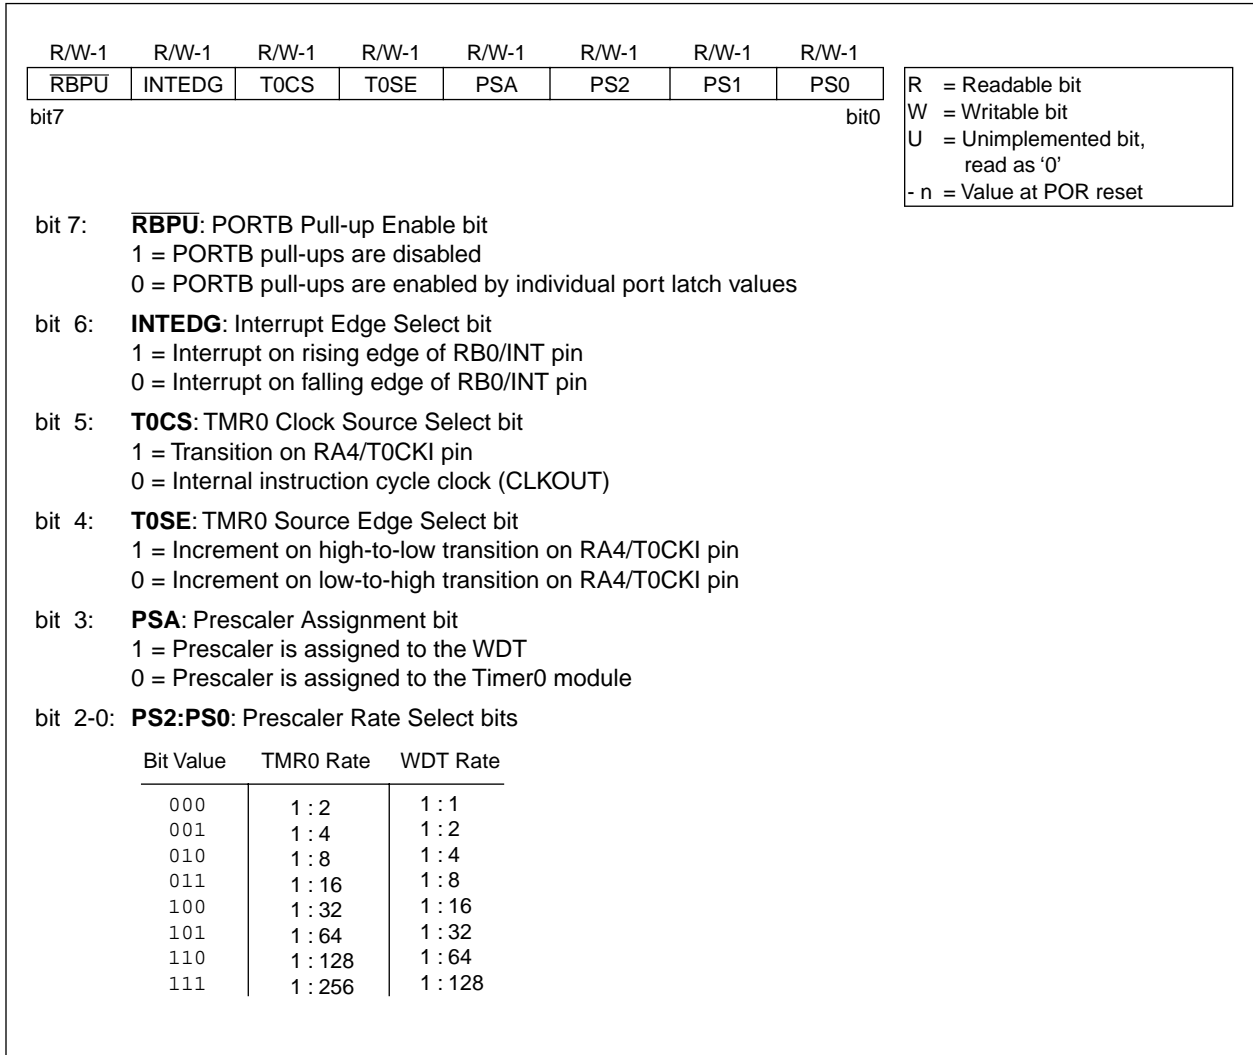 R/W-1 R/W-1 R/W-1 R/W-1 R/W-1 R/W-1 R/W-1 R/W-1
RBPU INTEDG T0CS T0SE PSA PS2 PS1 PS0
bit7 bit0
R = Readable bit
W = Writable bit
U = Unimplemented bit,
read as ‘0’
- n = Value at POR reset
bit 7: RBPU: PORTB Pull-up Enable bit
1 = PORTB pull-ups are disabled
0 = PORTB pull-ups are enabled by individual port latch values
bit 6: INTEDG: Interrupt Edge Select bit
1 = Interrupt on rising edge of RB0/INT pin
0 = Interrupt on falling edge of RB0/INT pin
bit 5: T0CS: TMR0 Clock Source Select bit
1 = Transition on RA4/T0CKI pin
0 = Internal instruction cycle clock (CLKOUT)
bit 4: T0SE: TMR0 Source Edge Select bit
1 = Increment on high-to-low transition on RA4/T0CKI pin
0 = Increment on low-to-high transition on RA4/T0CKI pin
bit 3: PSA: Prescaler Assignment bit
1 = Prescaler is assigned to the WDT
0 = Prescaler is assigned to the Timer0 module
bit 2-0: PS2:PS0: Prescaler Rate Select bits
Bit Value TMR0 Rate WDT Rate
000 1 : 2 1 : 1
001 1 : 4 1 : 2
010 1 : 8 1 : 4
011 1 : 16 1 : 8
100 1 : 32 1 : 16
101 1 : 64 1 : 32
110 1 : 128 1 : 64
111 1 : 256 1 : 128